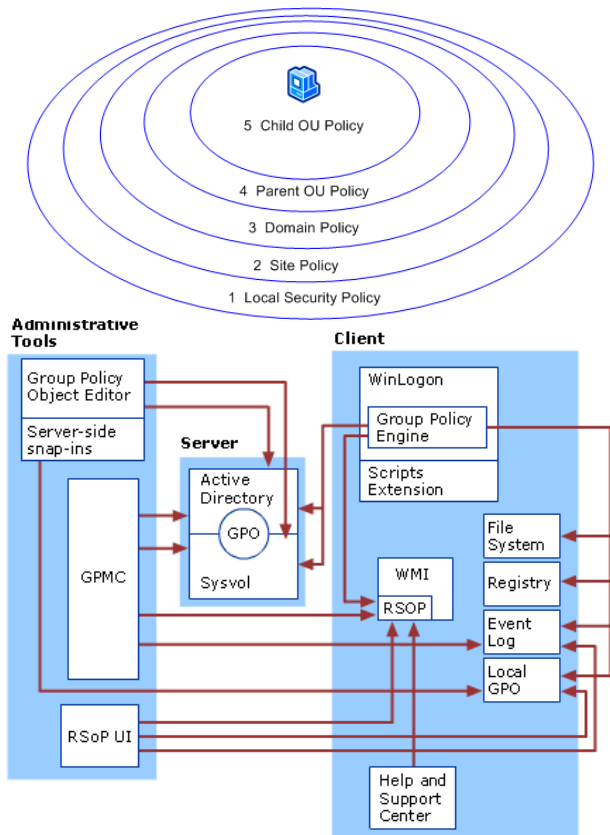 5 Child OU Policy
4 Parent OU Policy
3 Domain Policy
2 Site Policy
1 Local Security Policy
Administrative
Tools
Group Policy
Object Editor
Server-side
snap-ins
GPMC
RSoP UI
Server
Active
Directory
GPO
Sysvol
Client
WinLogon
Group Policy
Engine
Scripts
Extension
File
System
WMI
RSOP
Registry
Event
Log
Local
GPO
Help and
Support
Center